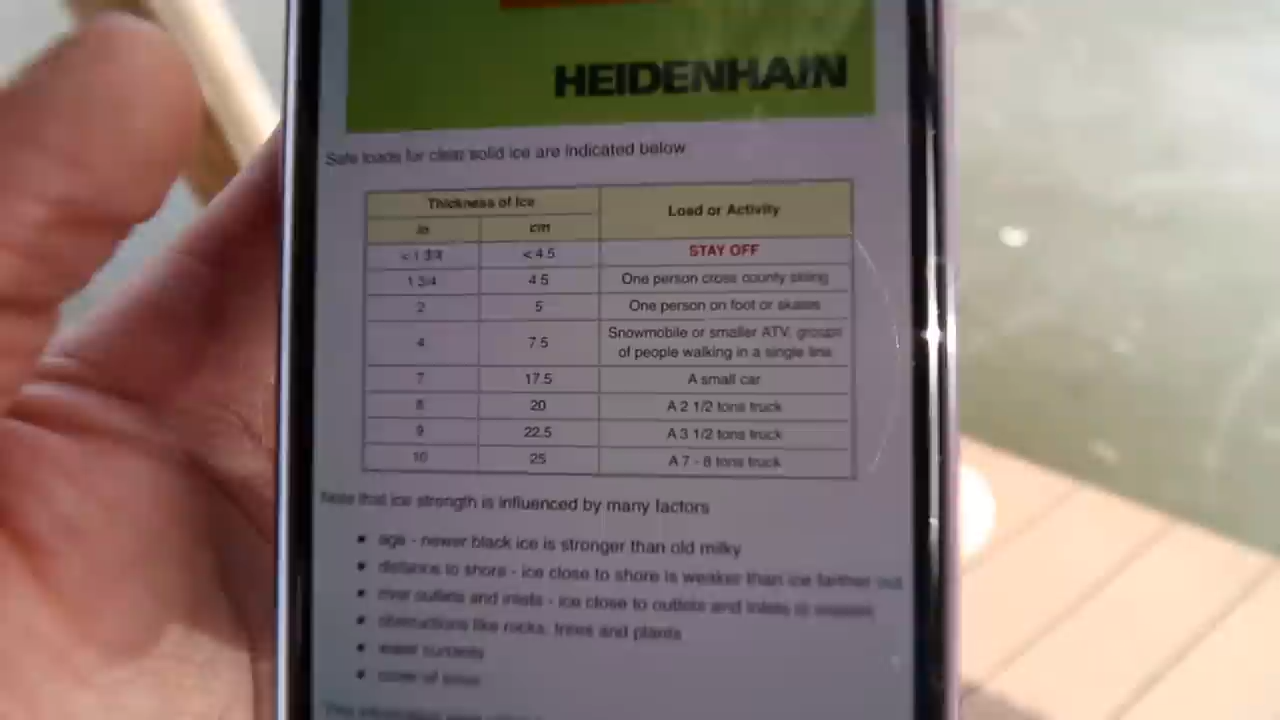 HEIDENHAIN
Safe loads for clear solid ice are indicated below
Thickness of Ice
Load or Activity
in
cm
< 1 3/4
< 4.5
STAY OFF
1 3/4
4.5
One person cross county skiing
2
5
One person on foot or skates
4
7.5
Snowmobile or smaller ATV, groups
of people walking in a single line
7
17.5
A small car
8
20
A 2 1/2 tons truck
9
22.5
A 3 1/2 tons truck
10
25
A 7 - 8 tons truck
Note that ice strength is influenced by many factors
age - newer black ice is stronger than old milky
distance to shore - ice close to shore is weaker than ice farther out
river outlets and inlets - ice close to outlets and inlets is weaker
obstructions like rocks, trees and plants
water currents
cover of snow